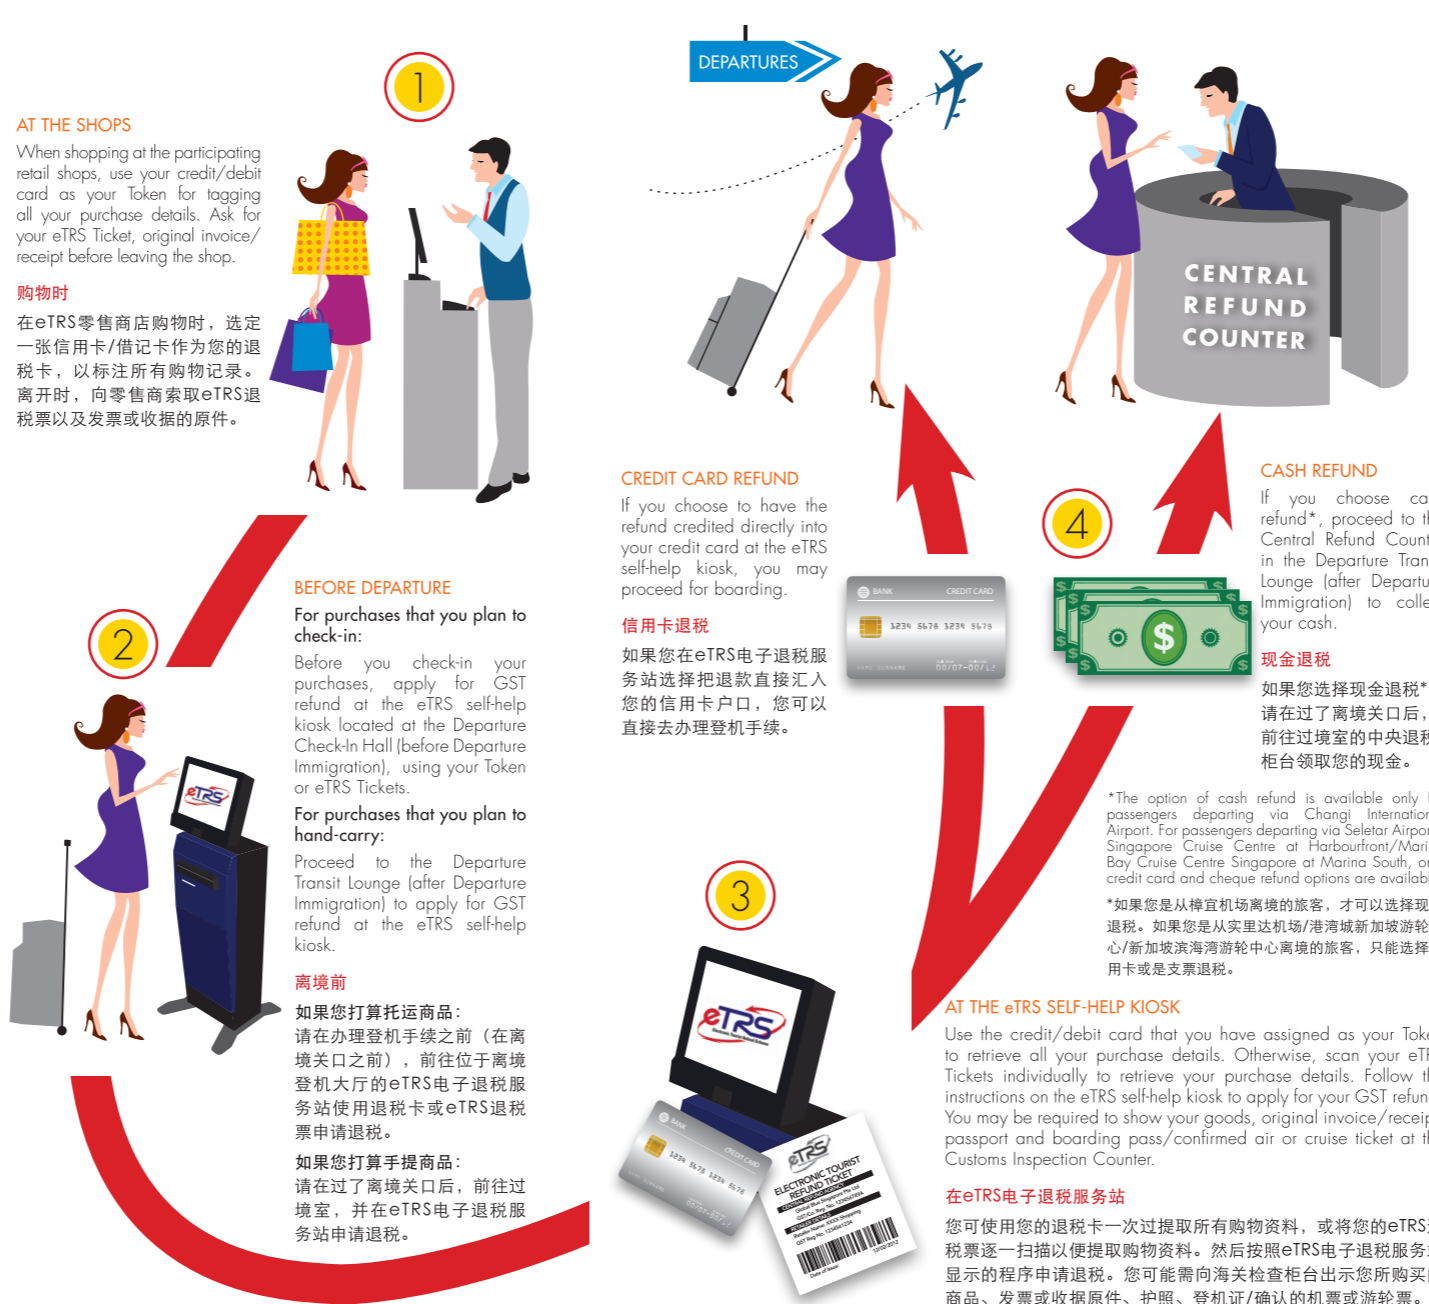 1
AT THE SHOPS
When shopping at the participating
retail shops, use your credit/debit
card as your Token for tagging
all your purchase details. Ask for
your eTRS Ticket, original invoice/
receipt before leaving the shop.
购物时
在eTRS零售商店购物时，选定
一张信用卡/借记卡作为您的退
税卡，以标注所有购物记录。
离开时，向零售商索取eTRS退
税票以及发票或收据的原件。
2
BEFORE DEPARTURE
For purchases that you plan to
check-in:
Before you check-in your
purchases, apply for GST
refund at the eTRS self-help
kiosk located at the Departure
Check-In Hall (before Departure
Immigration), using your Token
or eTRS Tickets.
For purchases that you plan to
hand-carry:
Proceed to the Departure
Transit Lounge (after Departure
Immigration) to apply for GST
refund at the eTRS self-help
kiosk.
离境前
如果您打算托运商品：
请在办理登机手续之前（在离
境关口之前），前往位于离境
登机大厅的eTRS电子退税服
务站使用退税卡或eTRS退税
票申请退税。
如果您打算手提商品：
请在过了离境关口后，前往过
境室，并在eTRS电子退税服
务站申请退税。
eTRS
DEPARTURES
CENTRAL
REFUND
COUNTER
CREDIT CARD REFUND
If you choose to have the
refund credited directly into
your credit card at the eTRS
self-help kiosk, you may
proceed for boarding.
信用卡退税
如果您在eTRS电子退税服
务站选择把退款直接汇入
您的信用卡户口，您可以
直接去办理登机手续。
BANK CREDIT CARD
1234 5678 1234 5678
4
$
CASH REFUND
If you choose
refund*, proceed to
Central Refund
in the Departure
Lounge (after
Immigration) to
your cash.
现金退税
如果您选择现金退税*
请在过了离境关口后，
前往过境室的中央退
柜台领取您的现金。
*The option of cash refund is available only
passengers departing via Changi
Airport. For passengers departing via Seletar
Singapore Cruise Centre at Harbourfront/
Bay Cruise Centre Singapore at Marina South,
credit card and cheque refund options are
*如果您是从樟宜机场离境的旅客，才可以选择现
退税。如果您是从实里达机场/港湾城新加坡游轮
心/新加坡滨海湾游轮中心离境的旅客，只能选择
用卡或是支票退税。
3
AT THE eTRS SELF-HELP KIOSK
Use the credit/debit card that you have assigned as your
to retrieve all your purchase details. Otherwise, scan your
Tickets individually to retrieve your purchase details. Follow
instructions on the eTRS self-help kiosk to apply for your GST
You may be required to show your goods, original invoice/
passport and boarding pass/confirmed air or cruise ticket at
Customs Inspection Counter.
在eTRS电子退税服务站
您可使用您的退税卡一次过提取所有购物资料，或将您的eTRS
税票逐一扫描以便提取购物资料。然后按照eTRS电子退税服务
显示的程序申请退税。您可能需向海关检查柜台出示您所购买
商品、发票或收据原件、护照、登机证/确认的机票或游轮票。
eTRS
BANK
CREDIT CARD
1234 5678 1234 5678
eTRS
ELECTRONIC TOURIST
REFUND TICKET
CENTRAL REFUND AGENCY
Global Blue Singapore Pte Ltd
GST/Co. Reg. No. 1234567894
RETAILER DETAILS
Retailer Name: XXXX Shopping
GST Reg No. 1234561234
12/02/2012
Date of Issue: